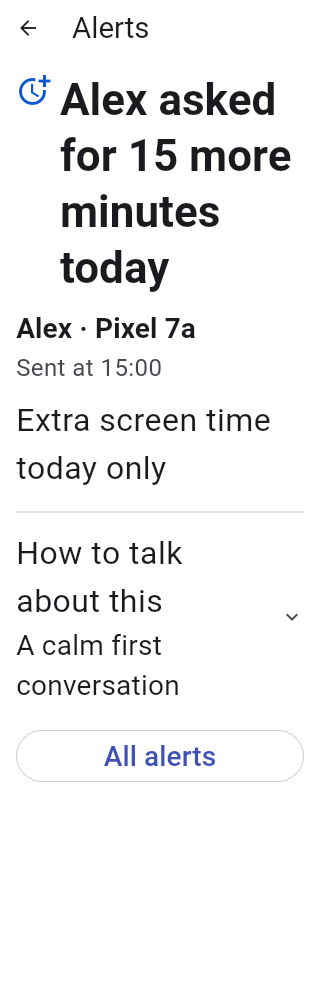 Alerts
Alex asked
for 15 more
minutes
today
Alex · Pixel 7a
Sent at 15:00
Extra screen time
today only
How to talk
about this
A calm first
conversation
All alerts